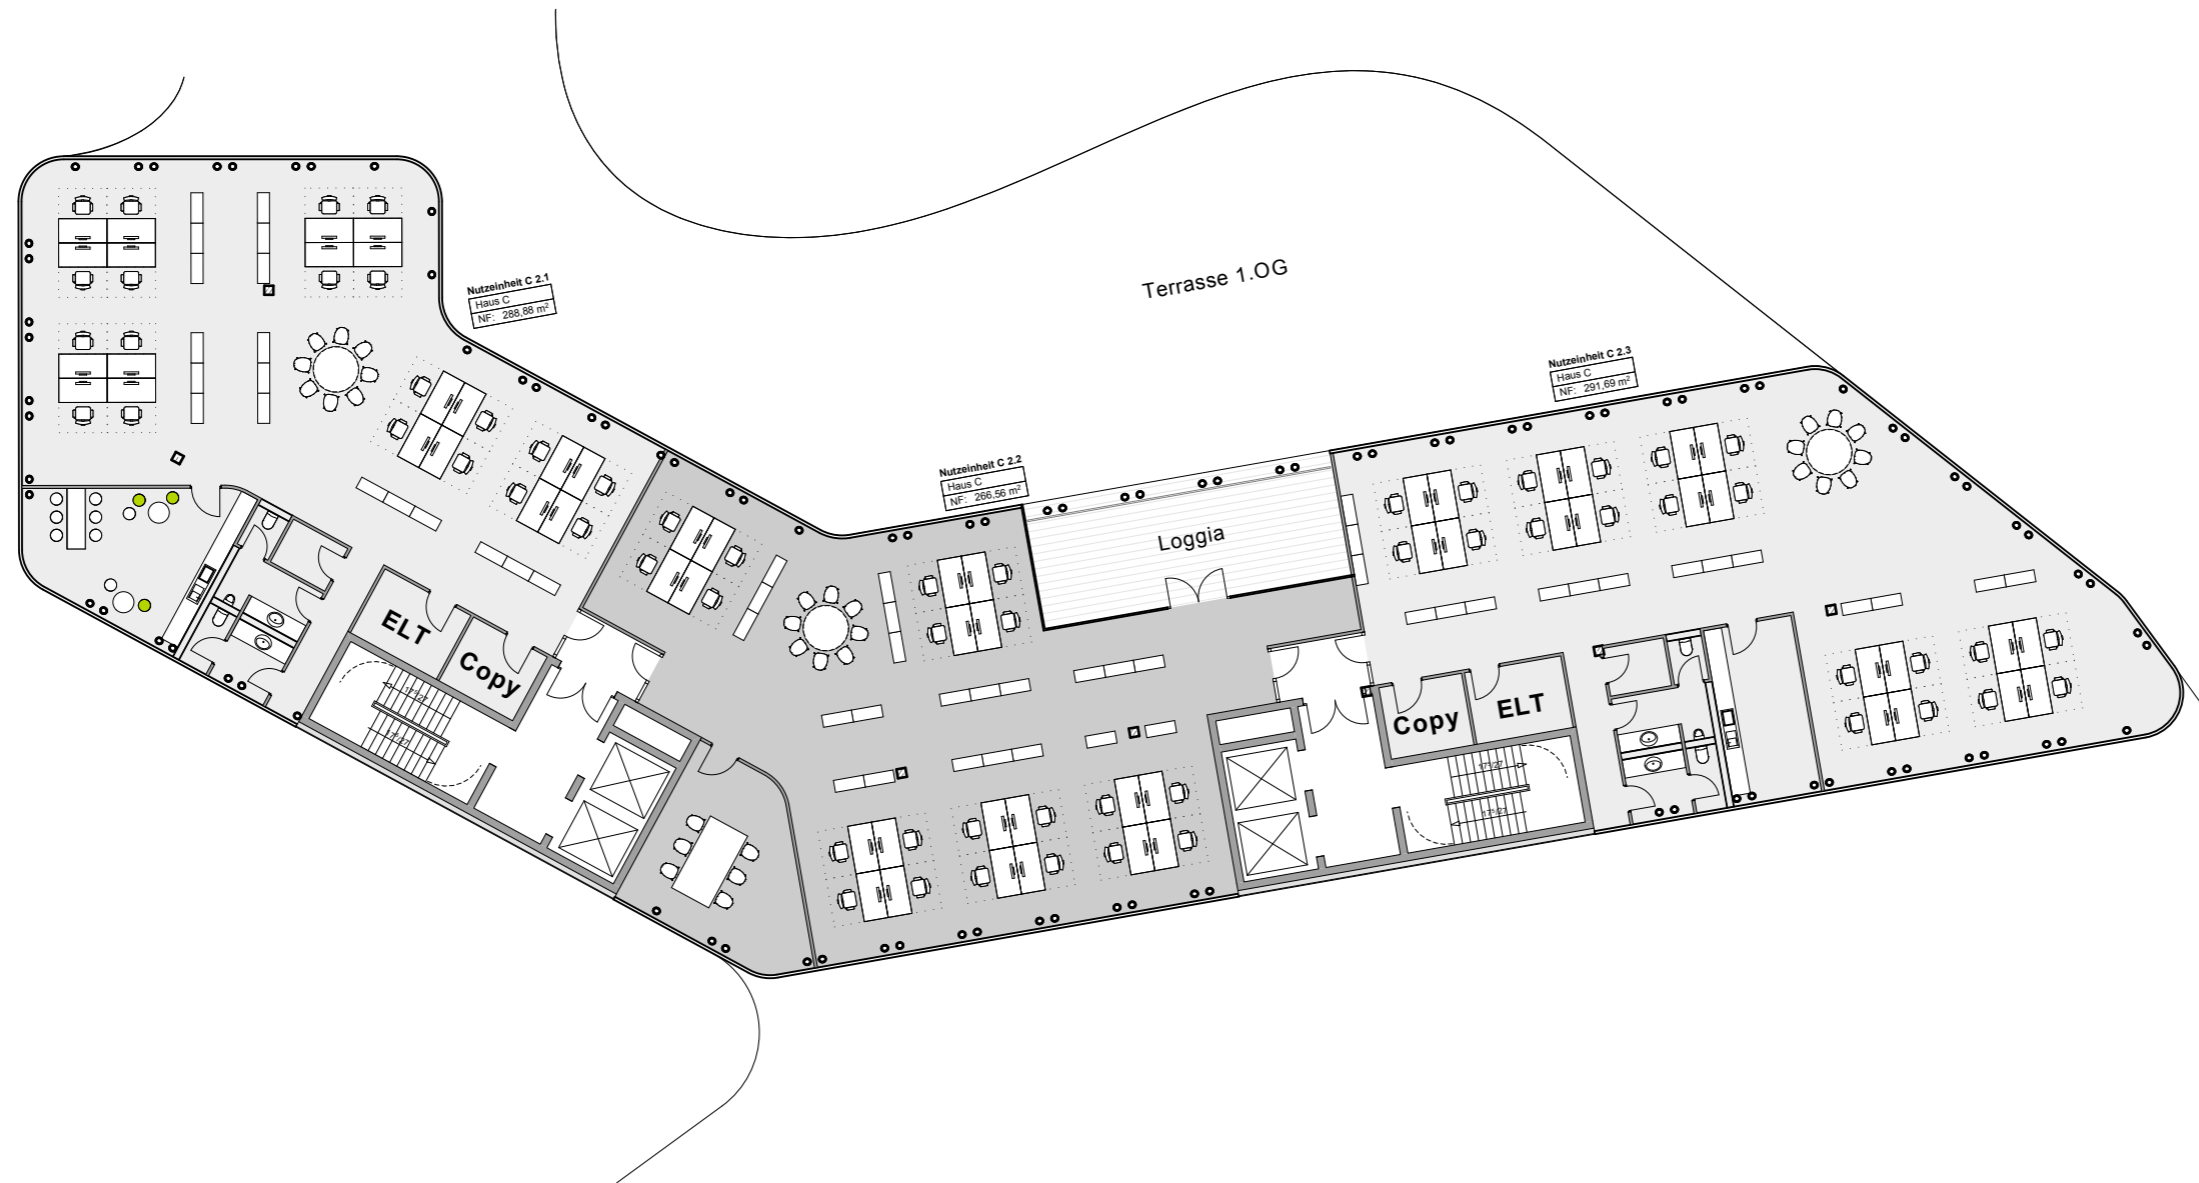 Nutzeinheit C 2.1
Haus C
NF: 288,88 m²
Terrasse 1.OG
Nutzeinheit C 2.3
Haus C
NF: 291,69 m²
Nutzeinheit C 2.2
Haus C
NF: 266,56 m²
Loggia
ELT
Copy
Copy
ELT